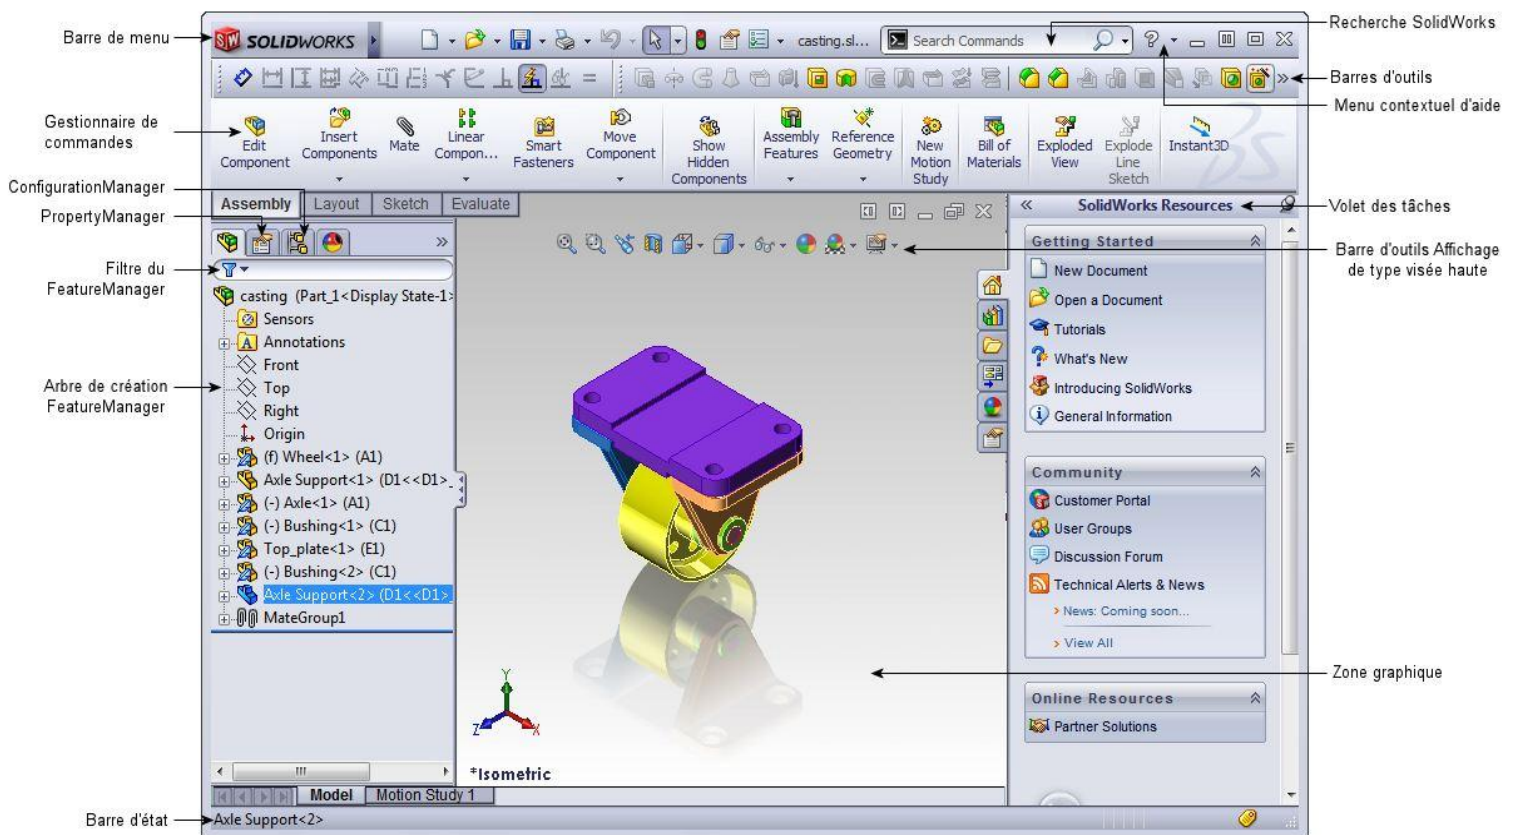 Barre de menu
SOLIDWORKS
casting.sl...
Search Commands
Recherche SolidWorks
Barres d'outils
Menu contextuel d'aide
Gestionnaire de
commandes
Edit
Component
Insert
Components
Mate
Linear
Compon...
Smart
Fasteners
Move
Component
Show
Hidden
Components
Assembly
Features
Reference
Geometry
New
Motion
Study
Bill of
Materials
Exploded
View
Explode
Line
Sketch
Instant3D
ConfigurationManager
PropertyManager
Assembly
Layout
Sketch
Evaluate
SolidWorks Resources
Volet des tâches
Filtre du
FeatureManager
Barre d'outils Affichage
de type visée haute
casting (Part_1<Display State-1>
Sensors
Annotations
Front
Top
Right
Origin
(f) Wheel<1> (A1)
Axle Support<1> (D1<<D1>_
(-) Axle<1> (A1)
(-) Bushing<1> (C1)
Top_plate<1> (E1)
(-) Bushing<2> (C1)
Axle Support<2> (D1<<D1>_
MateGroup1
Arbre de création
FeatureManager
Getting Started
New Document
Open a Document
Tutorials
What's New
Introducing SolidWorks
General Information
Community
Customer Portal
User Groups
Discussion Forum
Technical Alerts & News
News: Coming soon...
View All
Online Resources
Partner Solutions
Zone graphique
Y
Z
X
*Isometric
Model
Motion Study 1
Barre d'état
Axle Support<2>